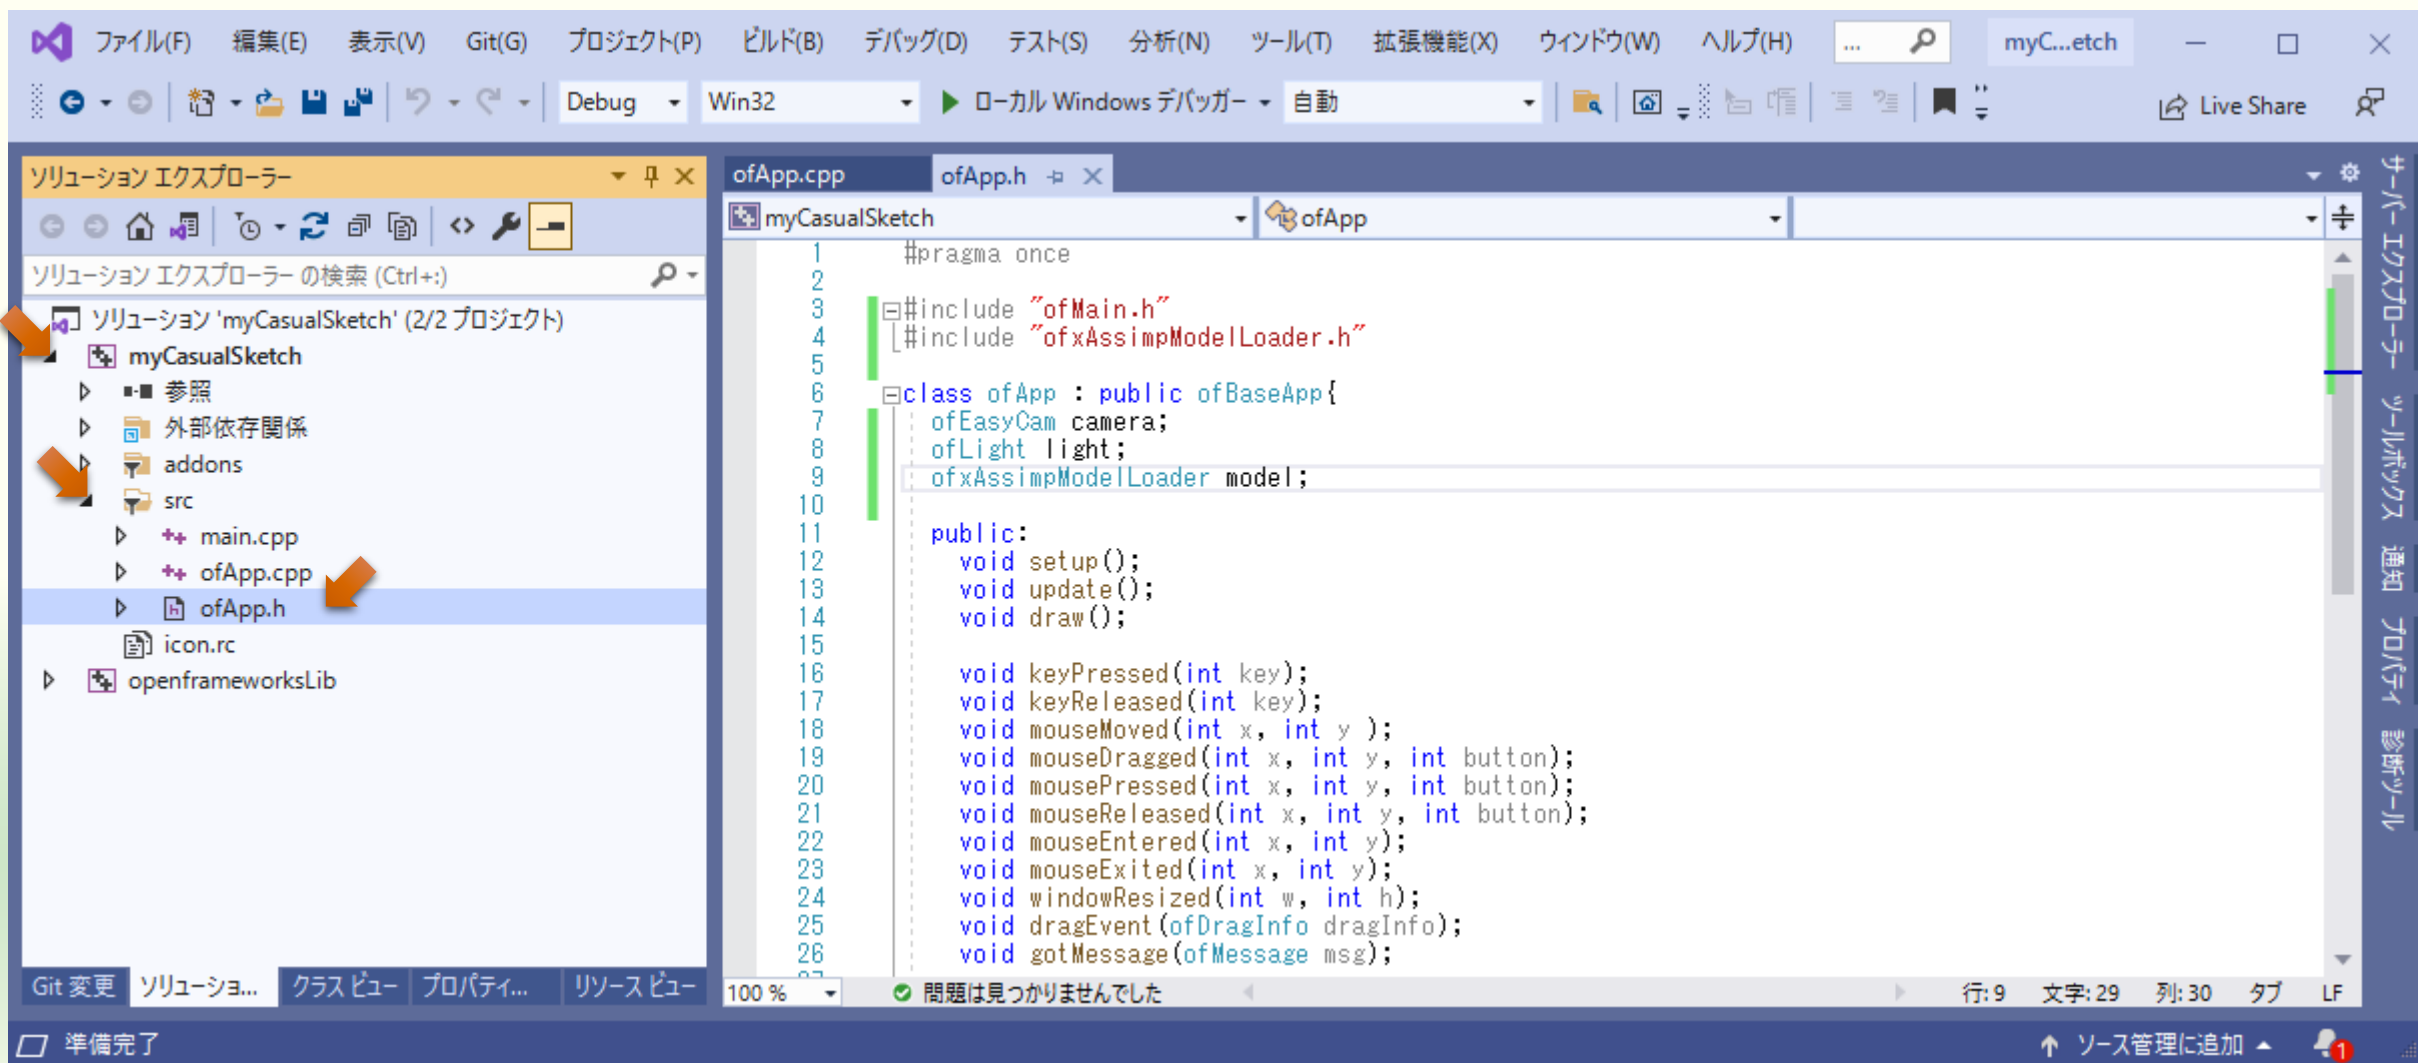 ファイル(F) 編集(E) 表示(V) Git(G) プロジェクト(P) ビルド(B) デバッグ(D) テスト(S) 分析(N) ツール(T) 拡張機能(X) ウィンドウ(W) ヘルプ(H) ... myC...etch
Debug Win32 ローカル Windows デバッガー 自動 Live Share
ソリューション エクスプローラー
ソリューション エクスプローラー の検索 (Ctrl+:)
ソリューション 'myCasualSketch' (2/2 プロジェクト)
myCasualSketch
参照
外部依存関係
addons
src
main.cpp
ofApp.cpp
ofApp.h
icon.rc
openframeworksLib
Git 変更 ソリューショ... クラス ビュー プロパティ... リソース ビュー
ofApp.cpp ofApp.h
myCasualSketch ofApp
1 #pragma once
2
3 #include "ofMain.h"
4 #include "ofxAssimpModelLoader.h"
5
6 class ofApp : public ofBaseApp{
7 ofEasyCam camera;
8 ofLight light;
9 ofxAssimpModelLoader model;
10
11 public:
12 void setup();
13 void update();
14 void draw();
15
16 void keyPressed(int key);
17 void keyReleased(int key);
18 void mouseMoved(int x, int y );
19 void mouseDragged(int x, int y, int button);
20 void mousePressed(int x, int y, int button);
21 void mouseReleased(int x, int y, int button);
22 void mouseEntered(int x, int y);
23 void mouseExited(int x, int y);
24 void windowResized(int w, int h);
25 void dragEvent(ofDragInfo dragInfo);
26 void gotMessage(ofMessage msg);
100 % 問題は見つかりませんでした 行: 9 文字: 29 列: 30 タブ LF
サーバー エクスプローラー
ツールボックス
通知
プロパティ
診断ツール
準備完了 ソース管理に追加 1